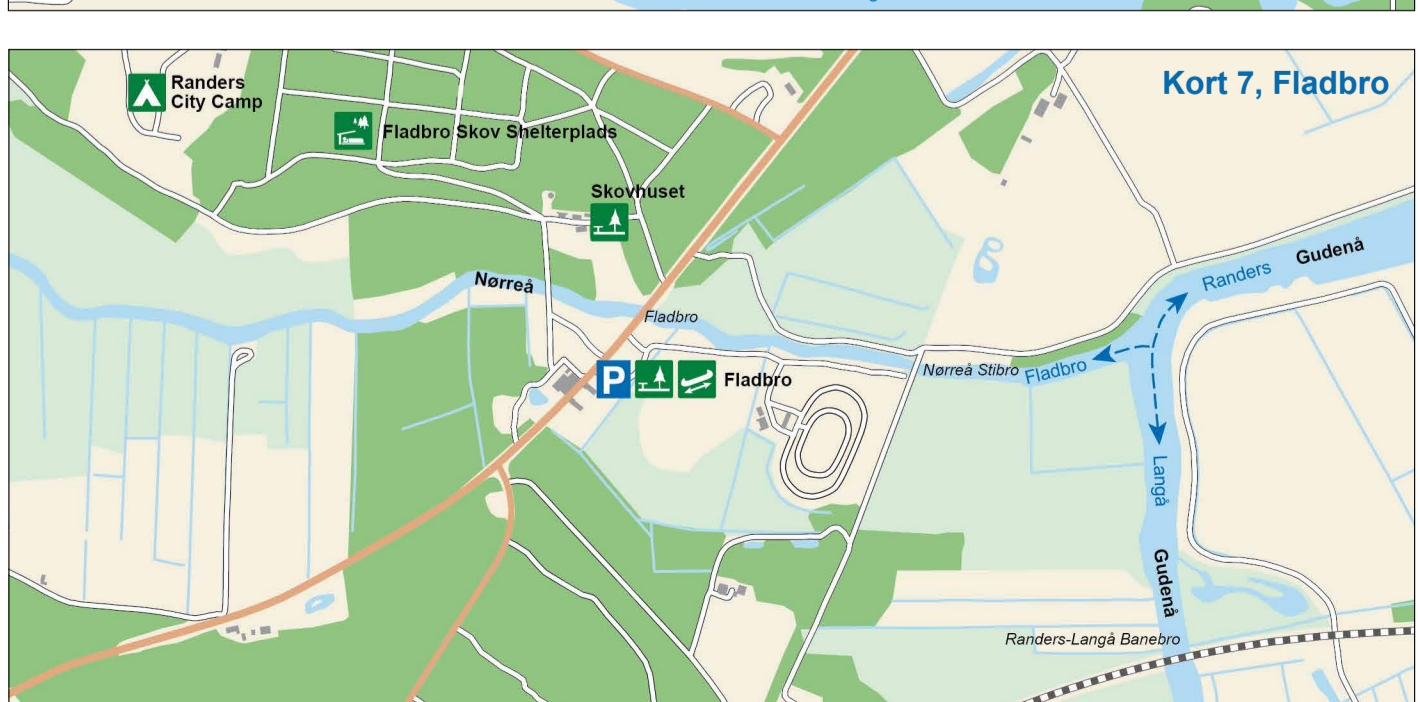 Kort 7, Fladbro
Randers
City Camp
Fladbro Skov Shelterplads
Skovhuset
Nørreå
Fladbro
P
Fladbro
Nørreå Stibro
Fladbro
Randers
Gudenå
Langå
Gudenå
Randers-Langå Banebro